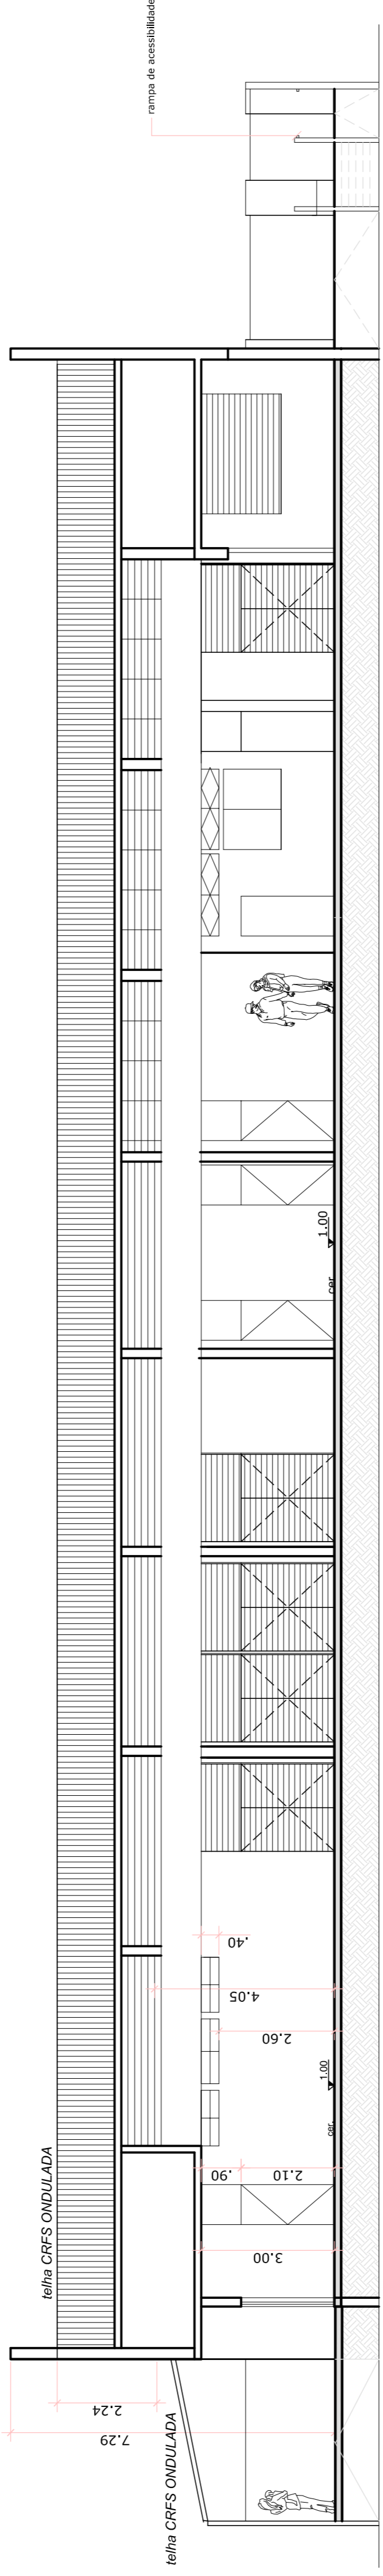 rampa de acessibilidade
1.00
cer.
.40
4.05
2.60
1.00
cer.
.90
2.10
3.00
telha CRFS ONDULADA
2.24
7.29
telha CRFS ONDULADA